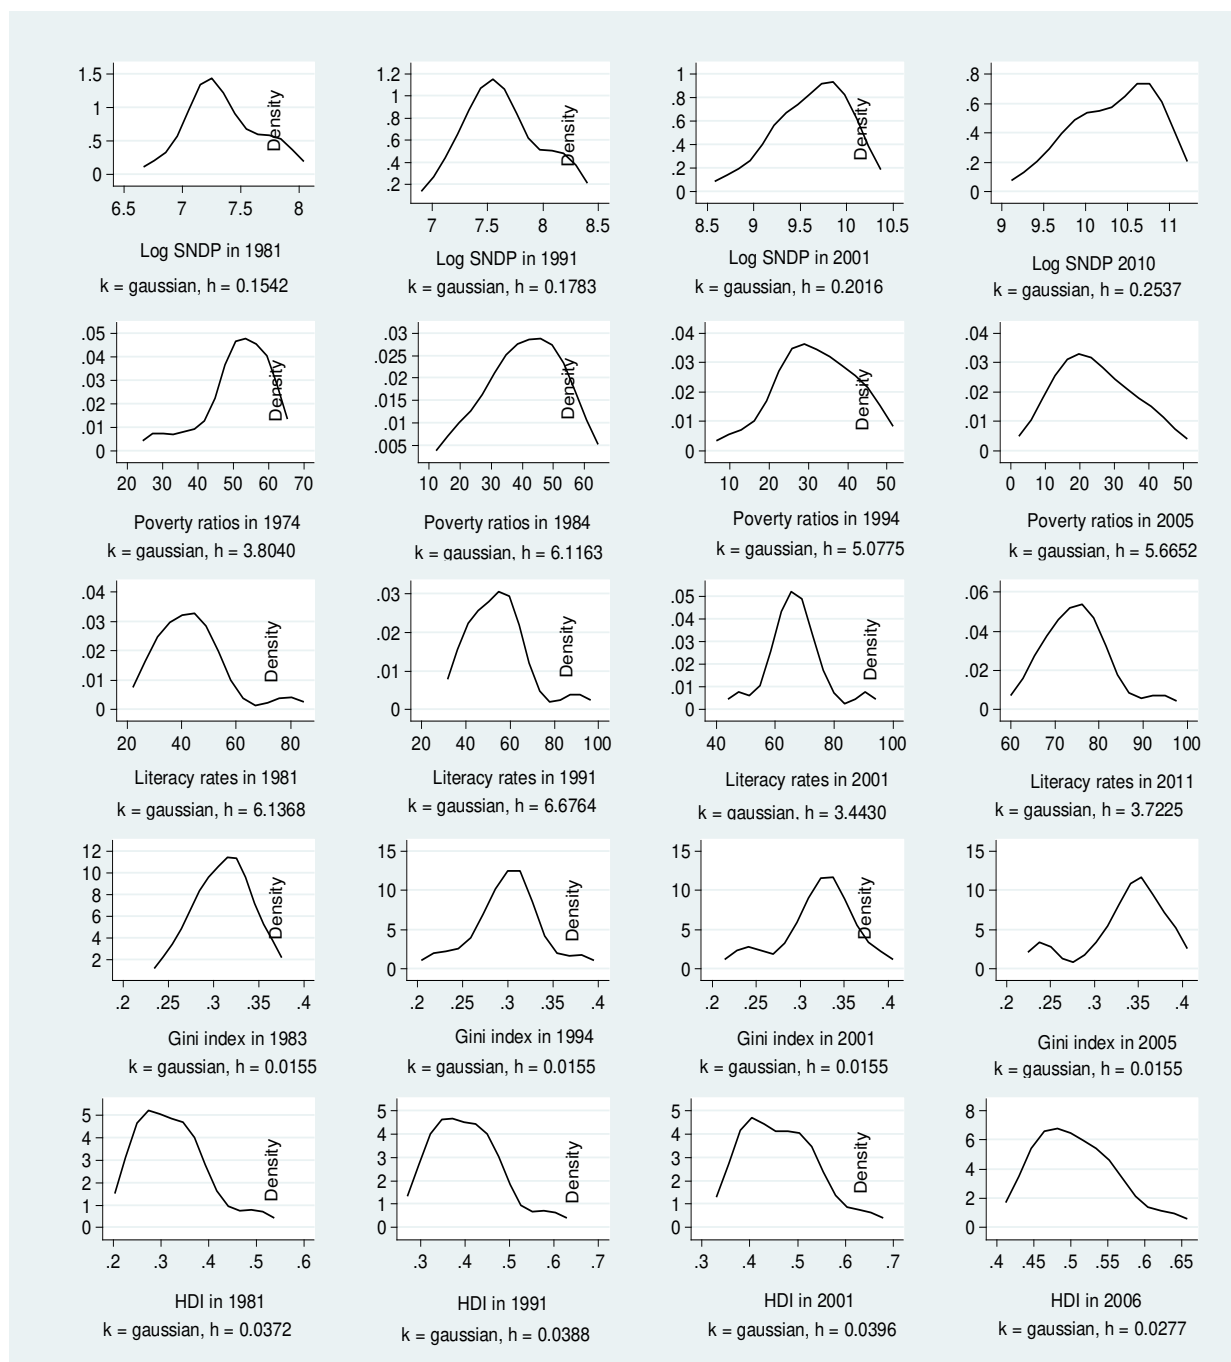 1.5
1
.5
0
6.5 7 7.5 8
Density
Log SNDP in 1981
k = gaussian, h = 0.1542
1.2
1
.8
.6
.4
.2
7 7.5 8 8.5
Density
Log SNDP in 1991
k = gaussian, h = 0.1783
1
.8
.6
.4
.2
0
8.5 9 9.5 10 10.5
Density
Log SNDP in 2001
k = gaussian, h = 0.2016
.8
.6
.4
.2
0
9 9.5 10 10.5 11
Log SNDP 2010
k = gaussian, h = 0.2537
.05
.04
.03
.02
.01
0
20 30 40 50 60 70
Density
Poverty ratios in 1974
k = gaussian, h = 3.8040
.03
.025
.02
.015
.01
.005
10 20 30 40 50 60
Density
Poverty ratios in 1984
k = gaussian, h = 6.1163
.04
.03
.02
.01
0
10 20 30 40 50
Density
Poverty ratios in 1994
k = gaussian, h = 5.0775
.04
.03
.02
.01
0
0 10 20 30 40 50
Poverty ratios in 2005
k = gaussian, h = 5.6652
.04
.03
.02
.01
0
20 40 60 80
Density
Literacy rates in 1981
k = gaussian, h = 6.1368
.03
.02
.01
0
20 40 60 80 100
Density
Literacy rates in 1991
k = gaussian, h = 6.6764
.05
.04
.03
.02
.01
0
40 60 80 100
Density
Literacy rates in 2001
k = gaussian, h = 3.4430
.06
.04
.02
0
60 70 80 90 100
Literacy rates in 2011
k = gaussian, h = 3.7225
12
10
8
6
4
2
.2 .25 .3 .35 .4
Density
Gini index in 1983
k = gaussian, h = 0.0155
15
10
5
0
.2 .25 .3 .35 .4
Density
Gini index in 1994
k = gaussian, h = 0.0155
15
10
5
0
.2 .25 .3 .35 .4
Density
Gini index in 2001
k = gaussian, h = 0.0155
15
10
5
0
.2 .25 .3 .35 .4
Gini index in 2005
k = gaussian, h = 0.0155
5
4
3
2
1
0
.2 .3 .4 .5 .6
Density
HDI in 1981
k = gaussian, h = 0.0372
5
4
3
2
1
0
.3 .4 .5 .6 .7
Density
HDI in 1991
k = gaussian, h = 0.0388
5
4
3
2
1
0
.3 .4 .5 .6 .7
Density
HDI in 2001
k = gaussian, h = 0.0396
8
6
4
2
0
.4 .45 .5 .55 .6 .65
HDI in 2006
k = gaussian, h = 0.0277